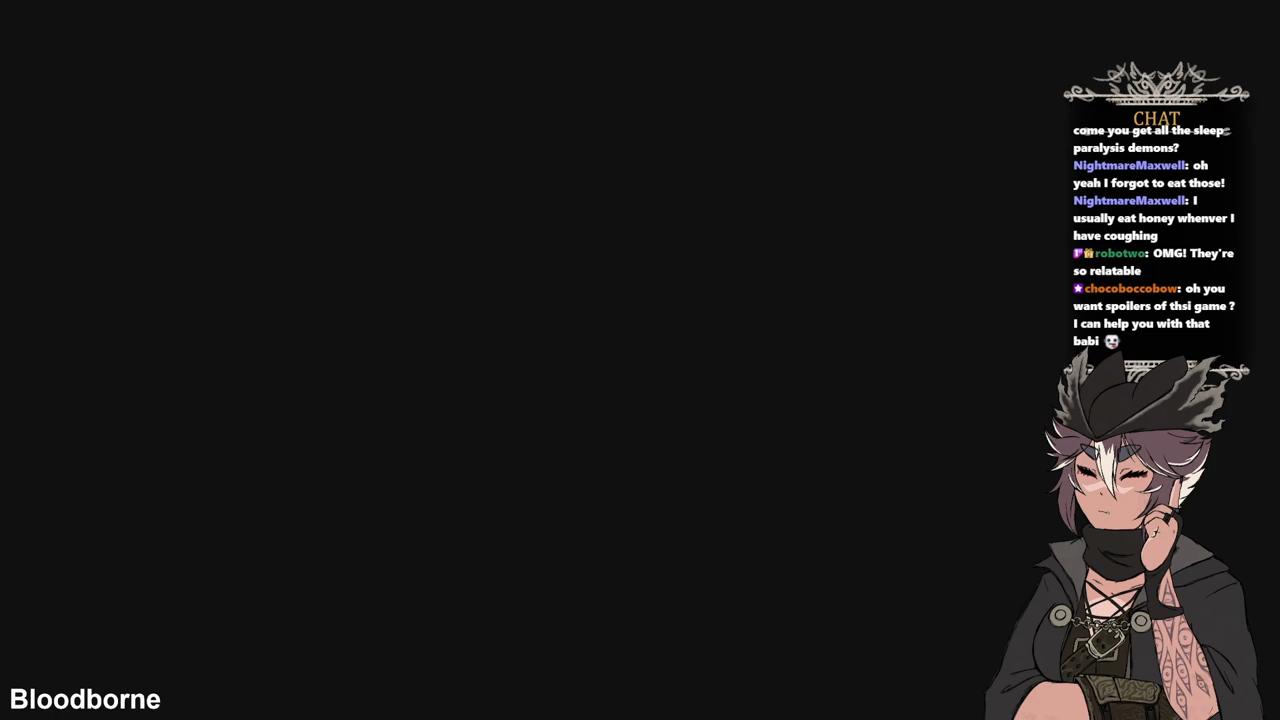 CHAT
come you get all the sleep
paralysis demons?
NightmareMaxwell: oh
yeah I forgot to eat those!
NightmareMaxwell: I
usually eat honey whenver I
have coughing
robotwo: OMG! They're
so relatable
chocoboccobow: oh you
want spoilers of thsi game ?
I can help you with that
babi
Bloodborne